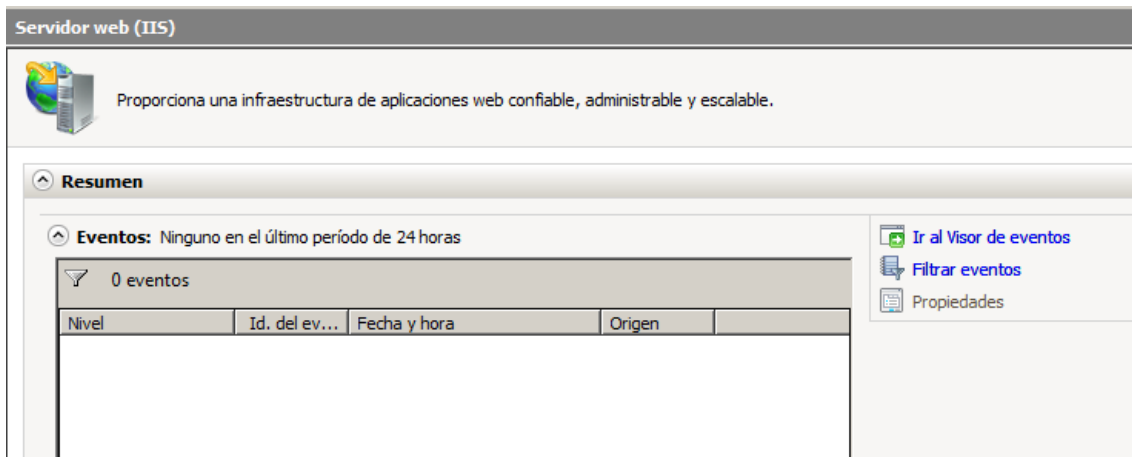 Servidor web (IIS)
Proporciona una infraestructura de aplicaciones web confiable, administrable y escalable.
Resumen
Eventos: Ninguno en el último período de 24 horas
0 eventos
Nivel Id. del ev... Fecha y hora Origen
Ir al Visor de eventos
Filtrar eventos
Propiedades